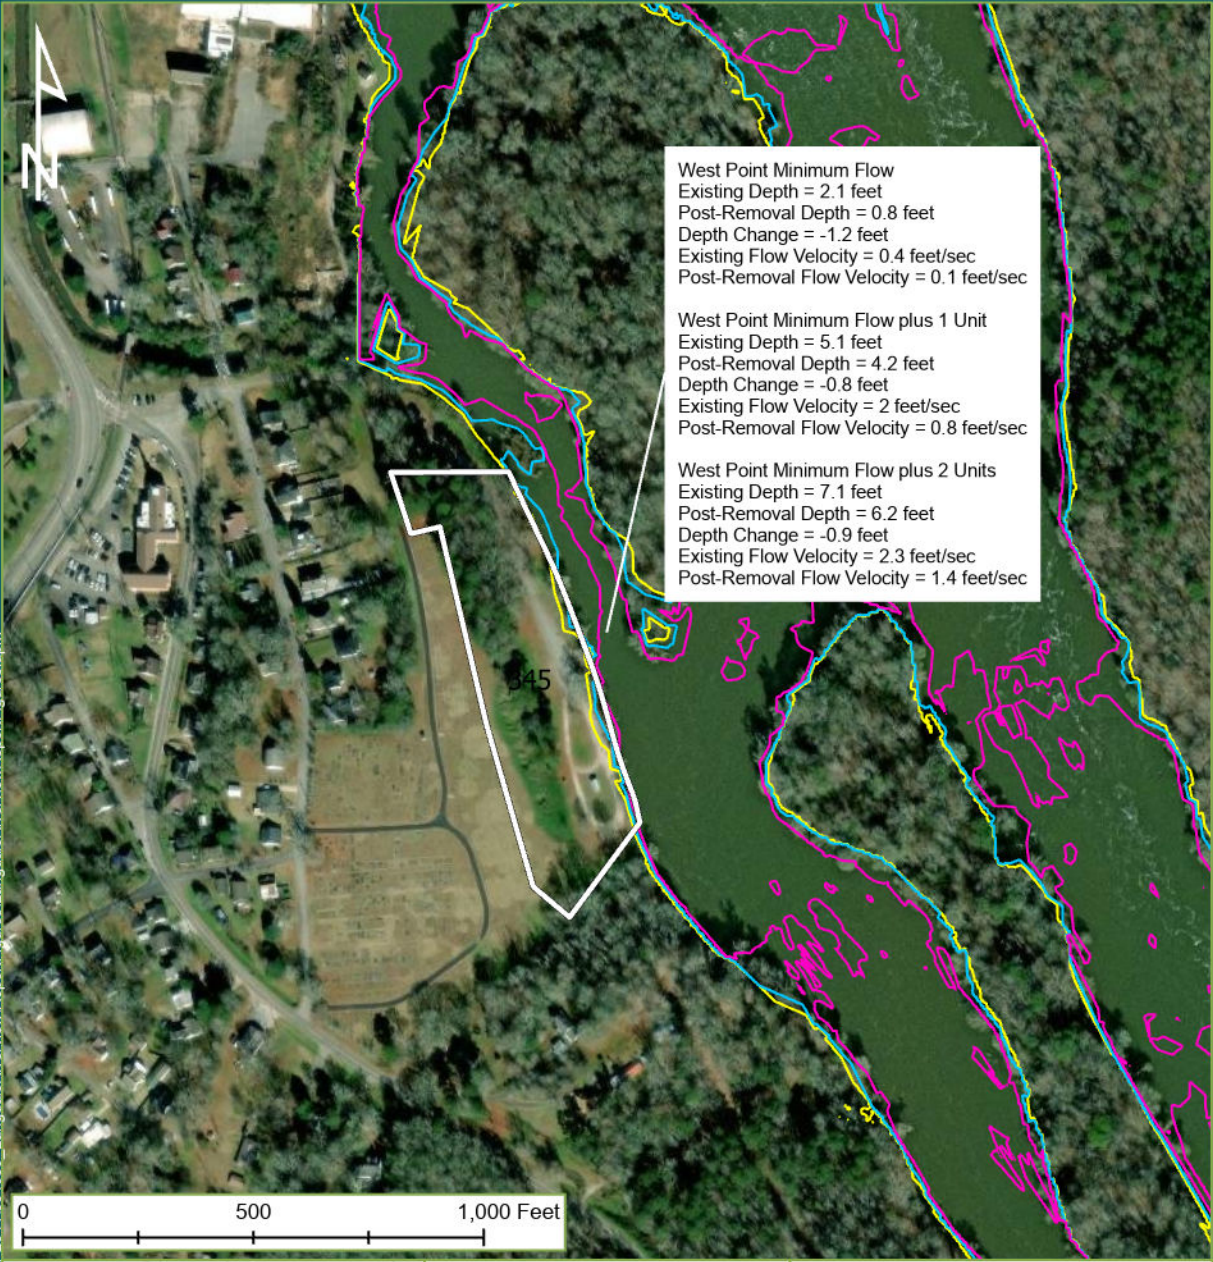 N
West Point Minimum Flow
Existing Depth = 2.1 feet
Post-Removal Depth = 0.8 feet
Depth Change = -1.2 feet
Existing Flow Velocity = 0.4 feet/sec
Post-Removal Flow Velocity = 0.1 feet/sec
West Point Minimum Flow plus 1 Unit
Existing Depth = 5.1 feet
Post-Removal Depth = 4.2 feet
Depth Change = -0.8 feet
Existing Flow Velocity = 2 feet/sec
Post-Removal Flow Velocity = 0.8 feet/sec
West Point Minimum Flow plus 2 Units
Existing Depth = 7.1 feet
Post-Removal Depth = 6.2 feet
Depth Change = -0.9 feet
Existing Flow Velocity = 2.3 feet/sec
Post-Removal Flow Velocity = 1.4 feet/sec
345
0 500 1,000 Feet